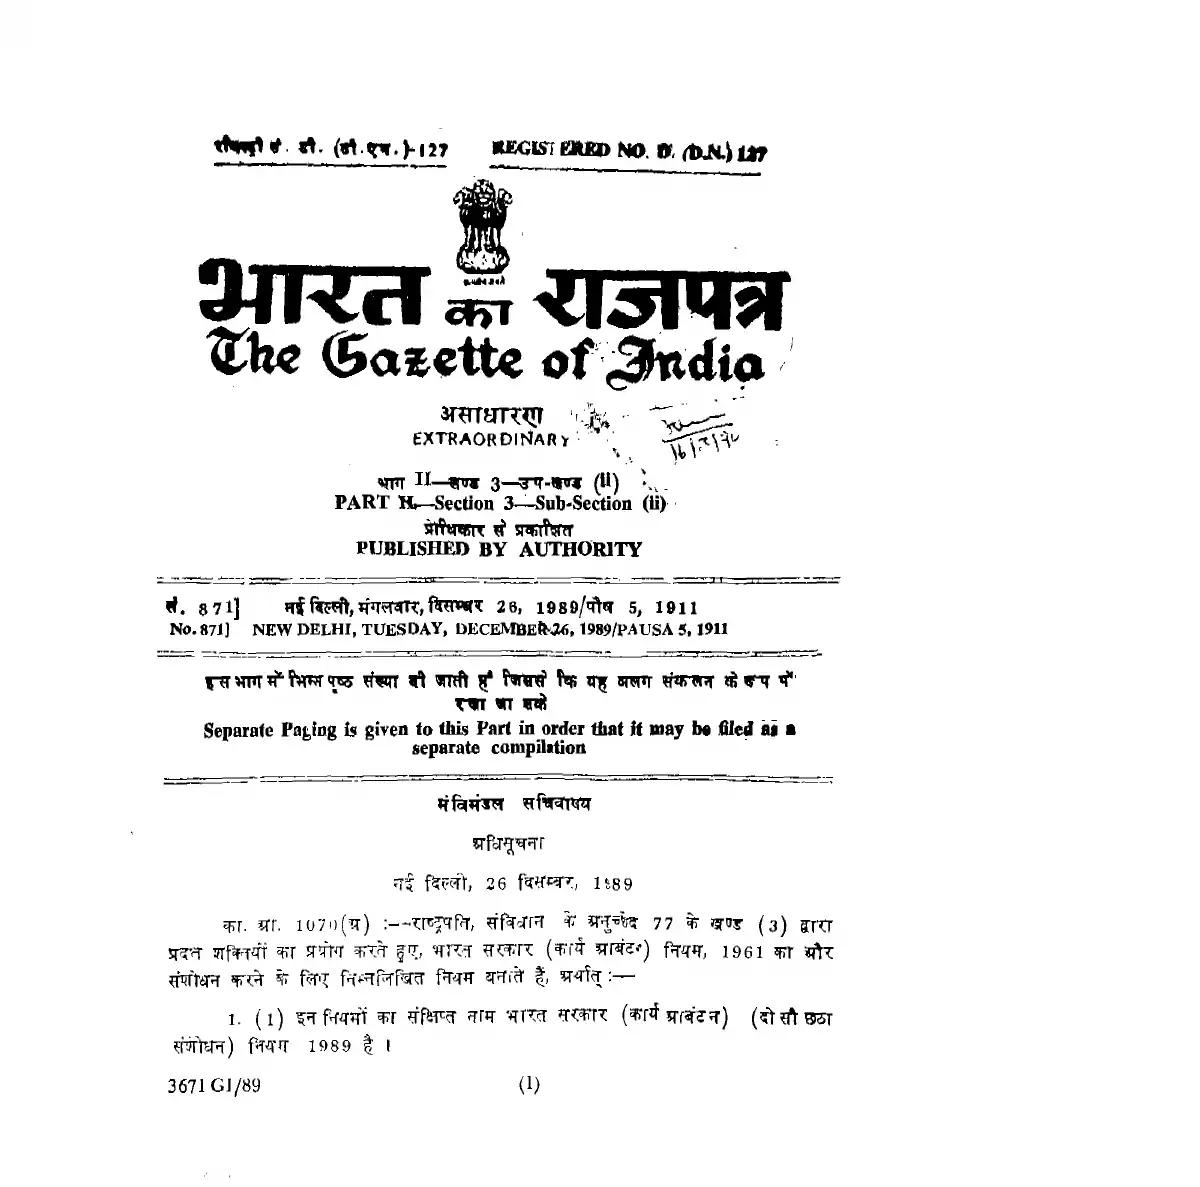 रजिस्ट्री सं. डी. (डी.एन.)-127
REGISTERED NO. D. (D.N.) 127
भारत का राजपत्र
The Gazette of India
असाधारण
EXTRAORDINARY
भाग II—खण्ड 3—उप-खण्ड (ii)
PART II—Section 3—Sub-Section (ii)
प्राधिकार से प्रकाशित
PUBLISHED BY AUTHORITY
सं. 871] नई दिल्ली, मंगलवार, दिसम्बर 26, 1989/पौष 5, 1911
No. 871] NEW DELHI, TUESDAY, DECEMBER 26, 1989/PAUSA 5, 1911
इस भाग में भिन्न पृष्ठ संख्या दी जाती है जिससे कि यह अलग संकलन के रूप में
रखा जा सके
Separate Paging is given to this Part in order that it may be filed as a
separate compilation
मंत्रिमंडल सचिवालय
अधिसूचना
नई दिल्ली, 26 दिसम्बर, 1989
का. आ. 1070(अ) :—राष्ट्रपति, संविधान के अनुच्छेद 77 के खण्ड (3) द्वारा
प्रदत्त शक्तियों का प्रयोग करते हुए, भारत सरकार (कार्य आबंटन) नियम, 1961 का और
संशोधन करने के लिए निम्नलिखित नियम बनाते हैं, अर्थात् :—
1. (1) इन नियमों का संक्षिप्त नाम भारत सरकार (कार्य आबंटन) (दो सौ छठा
संशोधन) नियम 1989 है ।
3671 GI/89 (1)